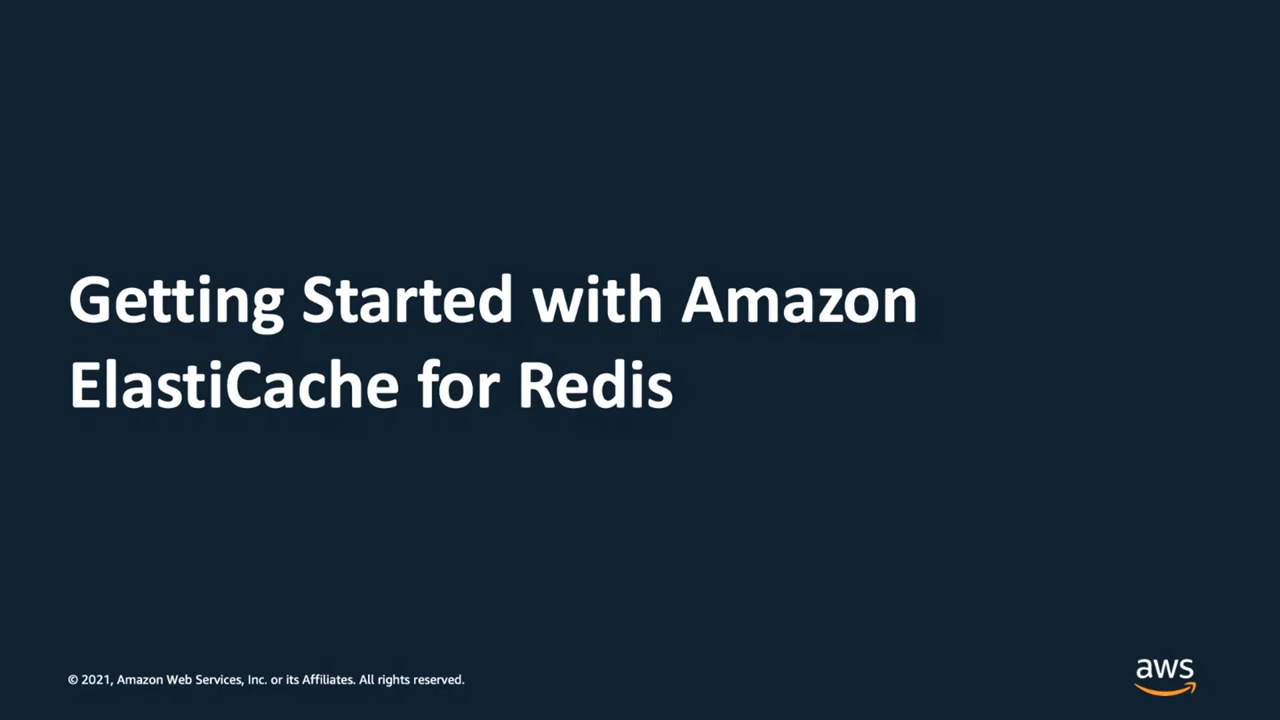 Getting Started with Amazon
ElastiCache for Redis
© 2021, Amazon Web Services, Inc. or its Affiliates. All rights reserved.
aws